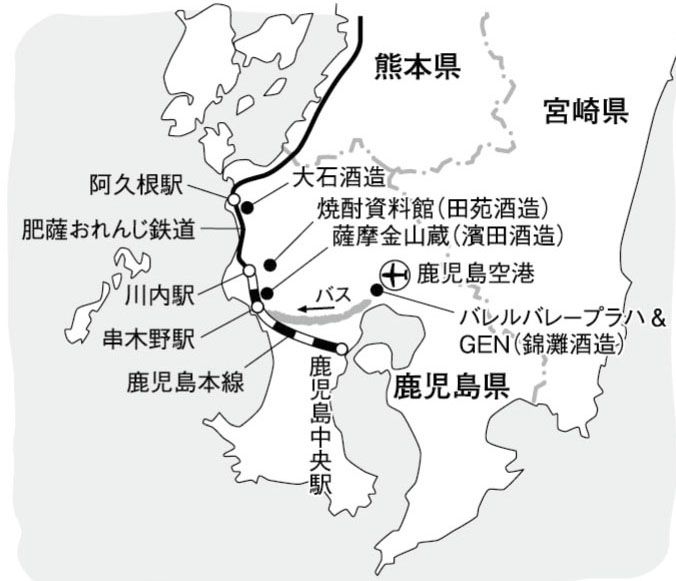 熊本県
宮崎県
阿久根駅
大石酒造
焼酎資料館(田苑酒造)
肥薩おれんじ鉄道
薩摩金山蔵(濵田酒造)
鹿児島空港
川内駅
バス
バレルバレープラハ&
GEN(錦灘酒造)
串木野駅
鹿児島本線
鹿児島県
鹿児島中央駅